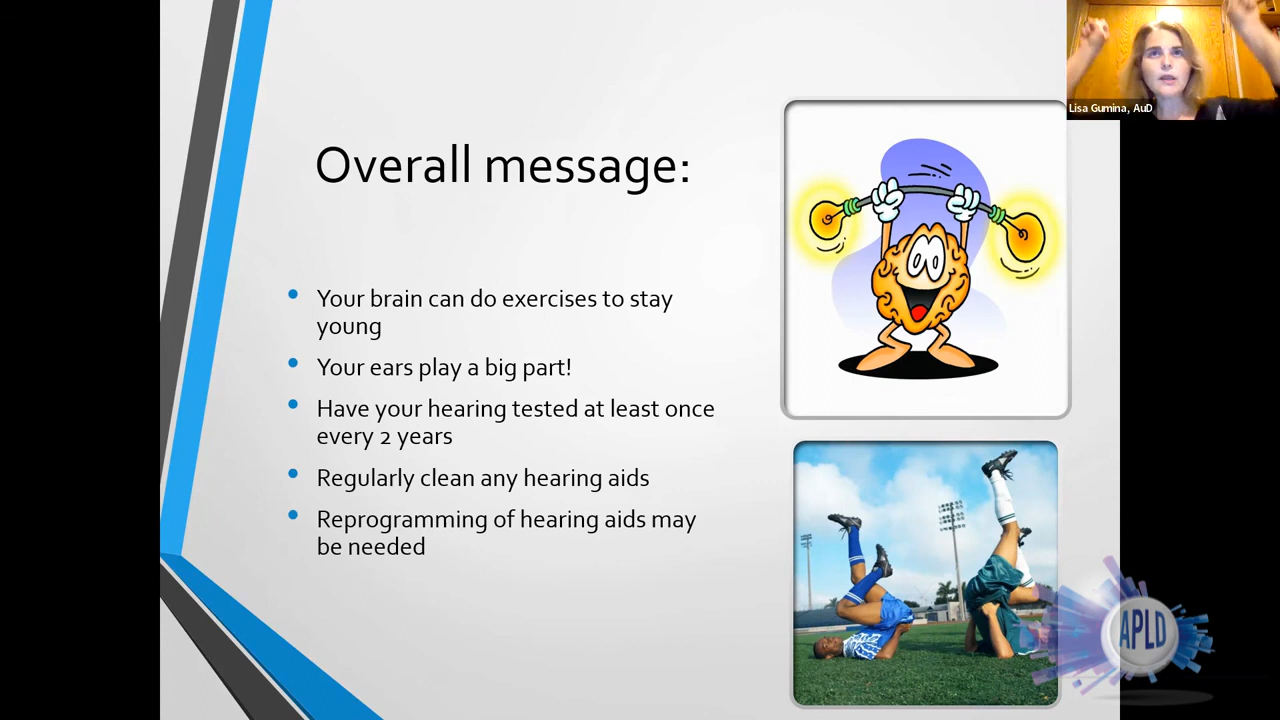 Lisa Gumina, AuD
Overall message:
Your brain can do exercises to stay
young
Your ears play a big part!
Have your hearing tested at least once
every 2 years
Regularly clean any hearing aids
Reprogramming of hearing aids may
be needed
APLD